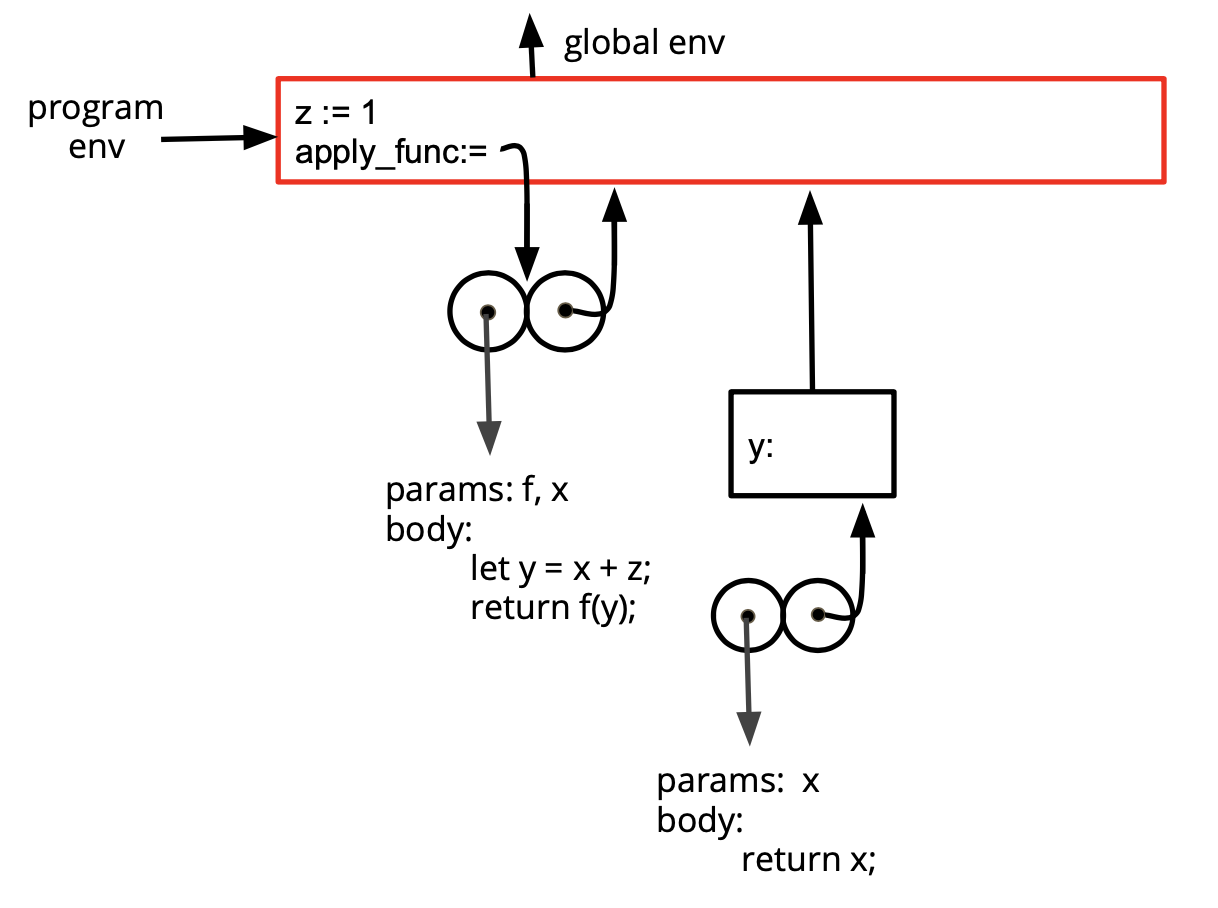 global env
program
env
z := 1
apply_func:=
params: f, x
body:
let y = x + z;
return f(y);
y:
params:  x
body:
return x;